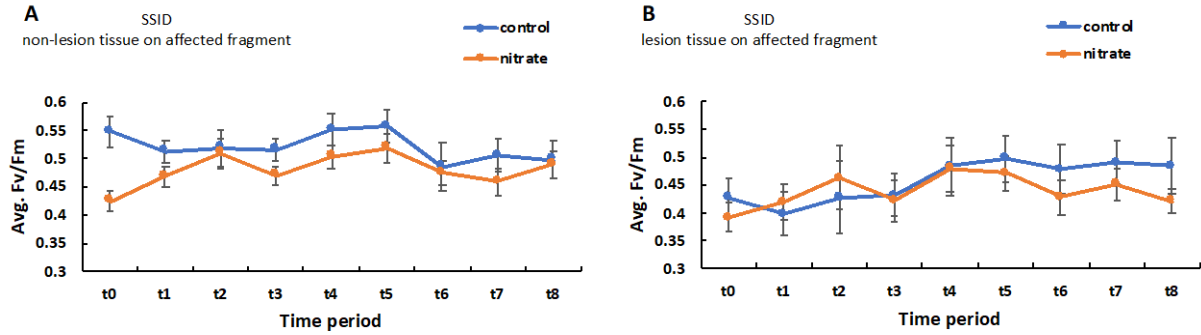 A
SSID
non-lesion tissue on affected fragment
control
nitrate
Avg. Fv/Fm
0.6
0.55
0.5
0.45
0.4
0.35
0.3
t0 t1 t2 t3 t4 t5 t6 t7 t8
Time period
B
SSID
lesion tissue on affected fragment
control
nitrate
Avg. Fv/Fm
0.6
0.55
0.5
0.45
0.4
0.35
0.3
t0 t1 t2 t3 t4 t5 t6 t7 t8
Time period